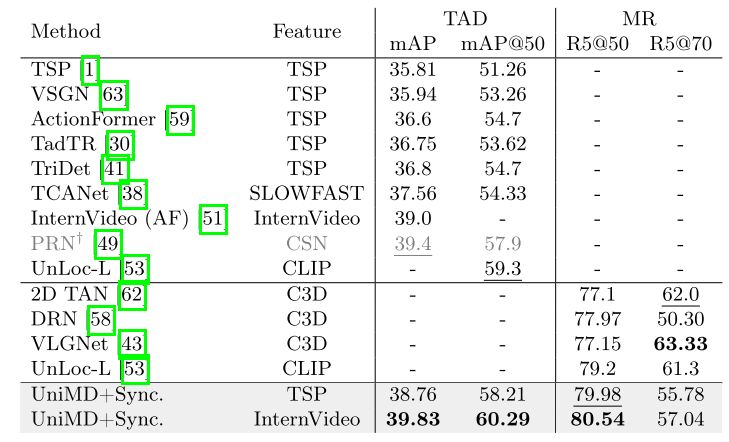 Method Feature TAD MR
mAP mAP@50 R5@50 R5@70
TSP [1] TSP 35.81 51.26 - -
VSGN [63] TSP 35.94 53.26 - -
ActionFormer [59] TSP 36.6 54.7 - -
TadTR [30] TSP 36.75 53.62 - -
TriDet [41] TSP 36.8 54.7 - -
TCANet [38] SLOWFAST 37.56 54.33 - -
InternVideo (AF) [51] InternVideo 39.0 - - -
PRN† [49] CSN 39.4 57.9 - -
UnLoc-L [53] CLIP - 59.3 - -
2D TAN [62] C3D - - 77.1 62.0
DRN [58] C3D - - 77.97 50.30
VLGNet [43] C3D - - 77.15 63.33
UnLoc-L [53] CLIP - - 79.2 61.3
UniMD+Sync. TSP 38.76 58.21 79.98 55.78
UniMD+Sync. InternVideo 39.83 60.29 80.54 57.04